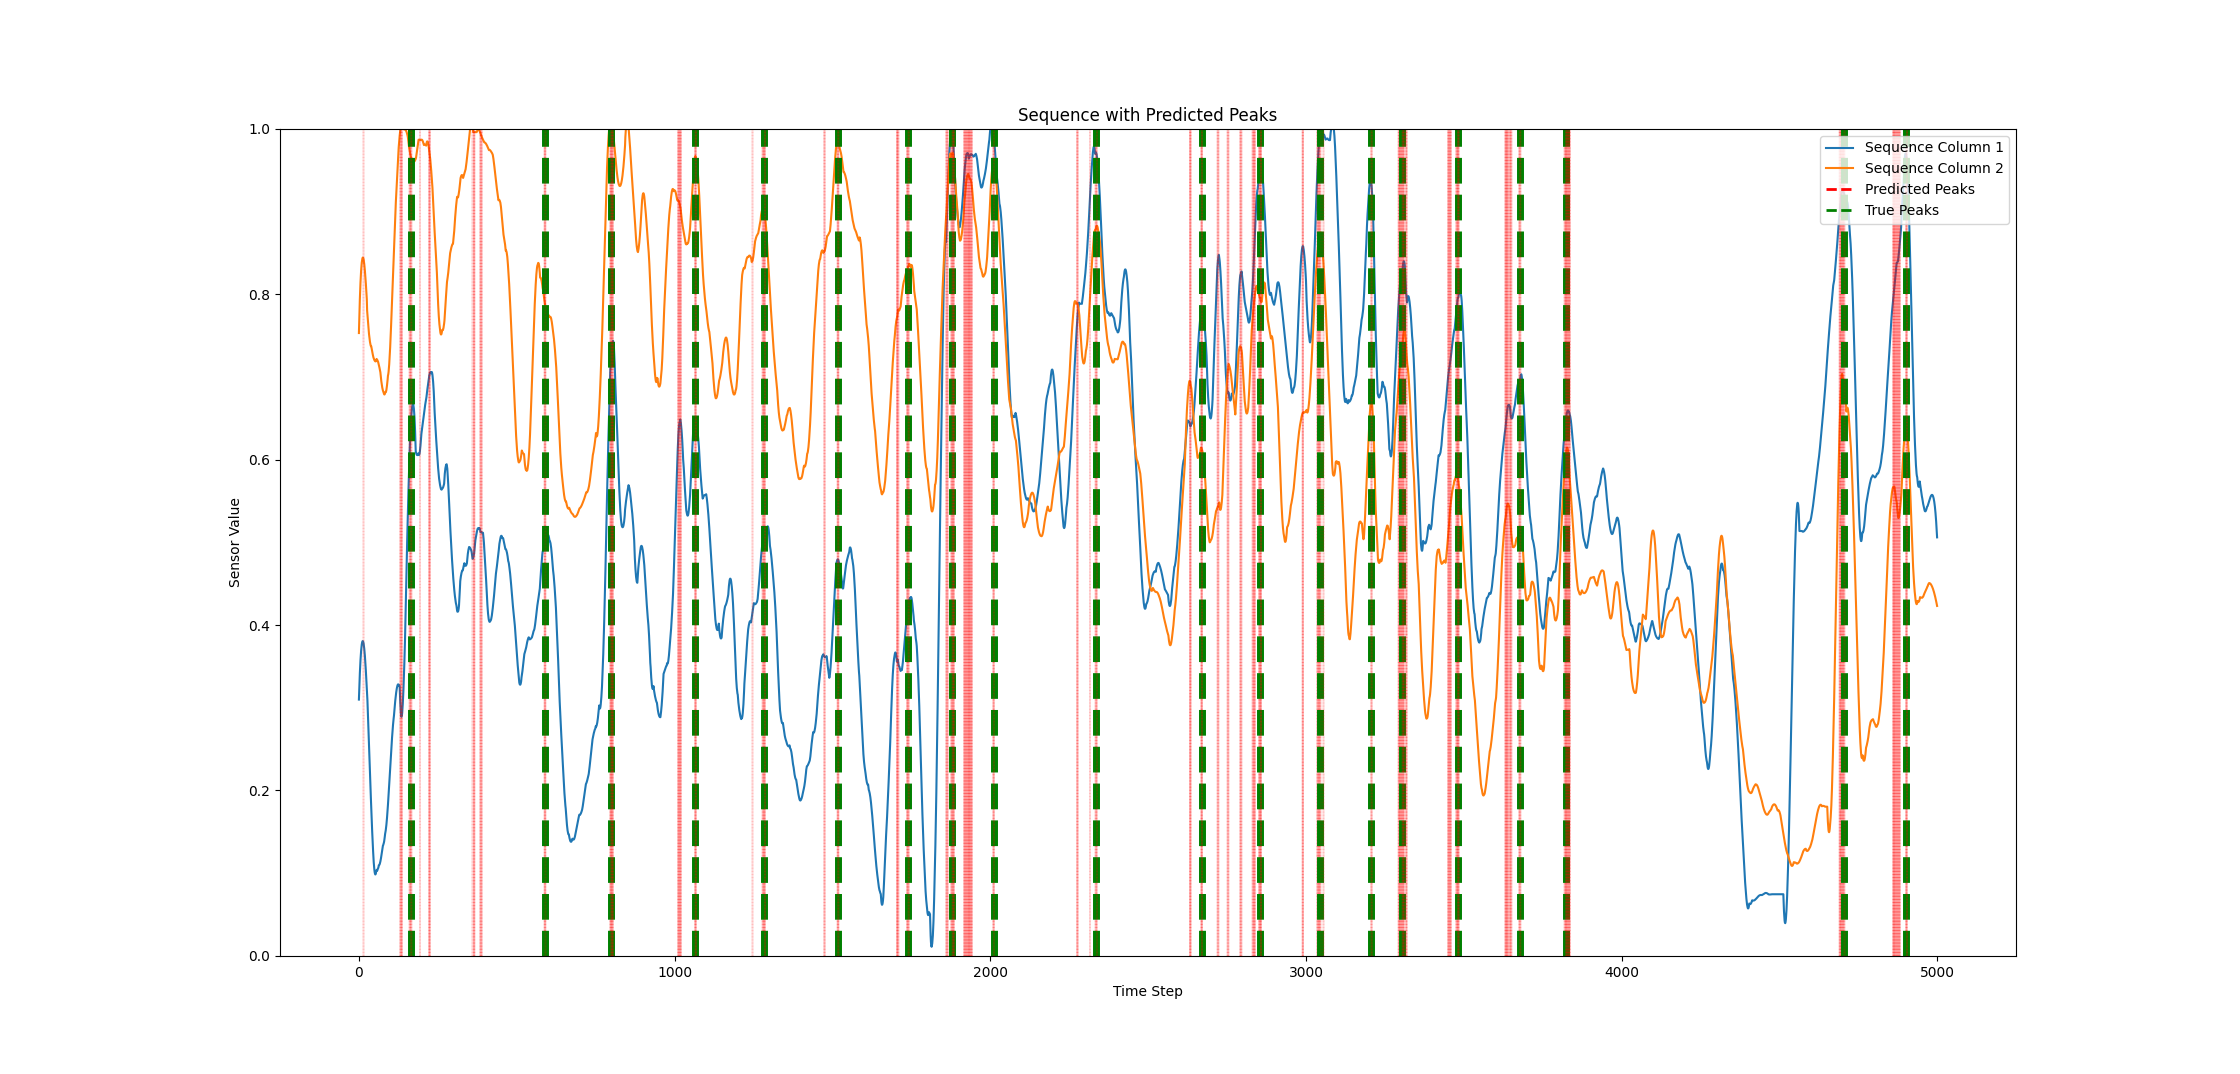 Sequence with Predicted Peaks
1.0
0.8
0.6
0.4
0.2
0.0
Sensor Value
Sequence Column 1
Sequence Column 2
Predicted Peaks
True Peaks
0
1000
2000
3000
4000
5000
Time Step